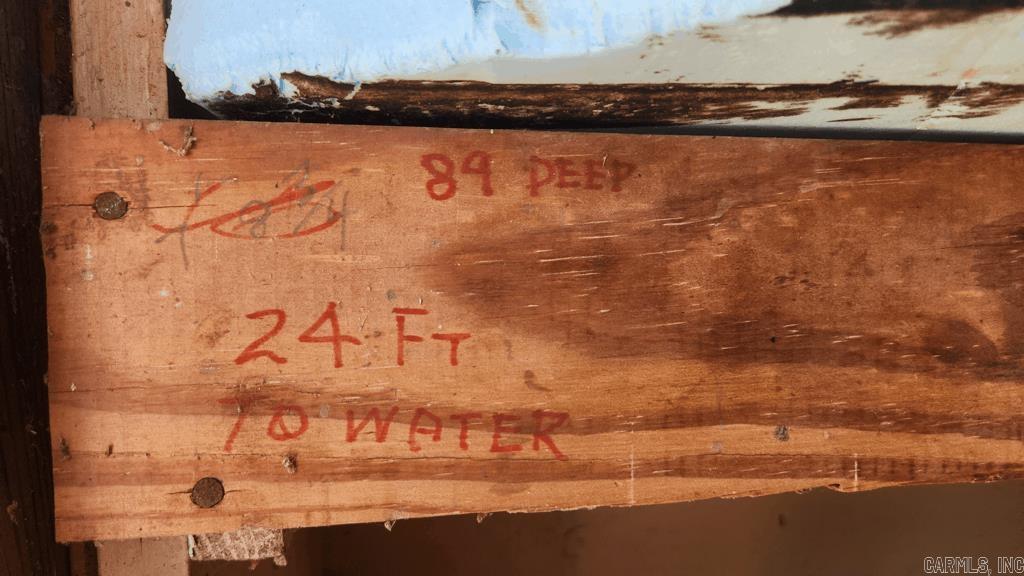 89 DEEP
24 FT
TO WATER
CARMLS, INC